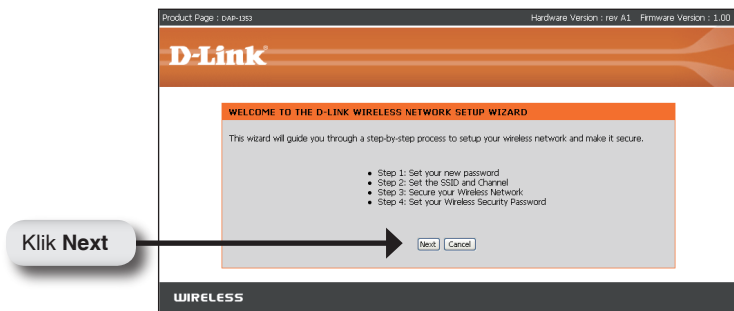 Product Page : DAP-1353 Hardware Version : rev A1 Firmware Version : 1.00
D-Link
WELCOME TO THE D-LINK WIRELESS NETWORK SETUP WIZARD
This wizard will guide you through a step-by-step process to setup your wireless network and make it secure.
• Step 1: Set your new password
• Step 2: Set the SSID and Channel
• Step 3: Secure your Wireless Network
• Step 4: Set your Wireless Security Password
Klik Next
Next Cancel
WIRELESS